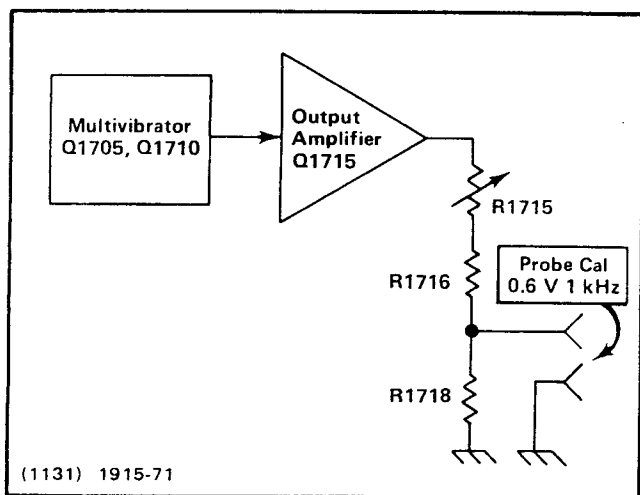 Multivibrator
Q1705, Q1710
Output
Amplifier
Q1715
R1715
R1716
Probe Cal
0.6 V 1 kHz
R1718
(1131) 1915-71